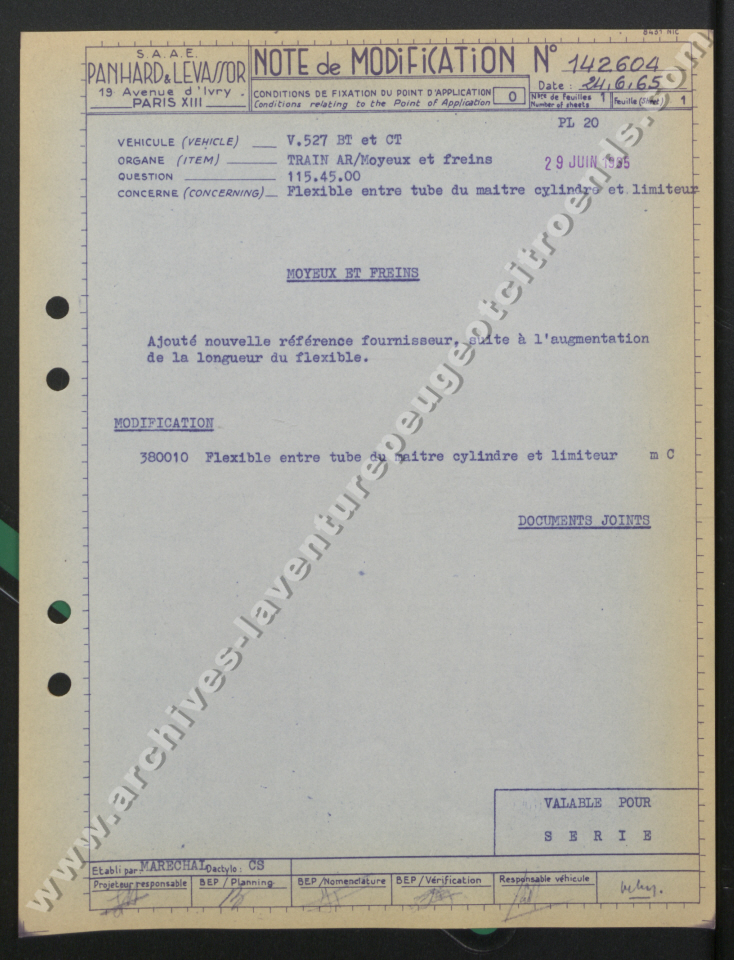 8451 NIC
S.A.A.E.
PANHARD & LEVASSOR
19 Avenue d'Ivry.
PARIS XIII
NOTE de MODIFICATION N° 142604
Date: 24.6.65
CONDITIONS DE FIXATION DU POINT D'APPLICATION
Conditions relating to the Point of Application
0
Nbre de Feuilles 1
Number of sheets
Feuille (Sheet) 1
PL 20
VEHICULE (VEHICLE) V.527 BT et CT
ORGANE (ITEM) TRAIN AR/Moyeux et freins
29 JUIN 1965
QUESTION 115.45.00
CONCERNE (CONCERNING) Flexible entre tube du maitre cylindre et limiteur
MOYEUX ET FREINS
Ajouté nouvelle référence fournisseur, suite à l'augmentation
de la longueur du flexible.
MODIFICATION
380010 Flexible entre tube du maitre cylindre et limiteur m C
DOCUMENTS JOINTS
VALABLE POUR
S E R I E
Etabli par MARECHAL Dactylo: CS
Projeteur responsable
BEP / Planning
BEP / Nomenclature
BEP / Vérification
Responsable véhicule
www.archives-laventurepeugeotcitroends.com